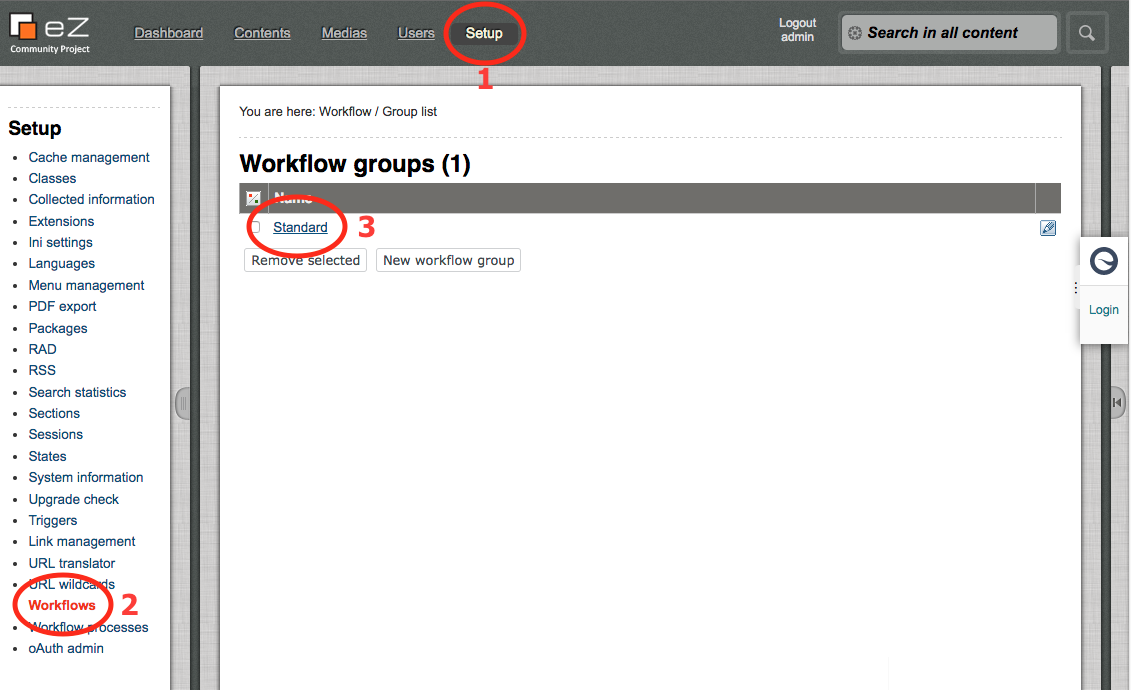 eZ
Community Project
Dashboard
Contents
Medias
Users
Setup
Logout
admin
Search in all content
1
Setup
Cache management
Classes
Collected information
Extensions
Ini settings
Languages
Menu management
PDF export
Packages
RAD
RSS
Search statistics
Sections
Sessions
States
System information
Upgrade check
Triggers
Link management
URL translator
URL wildcards
Workflows 2
Workflow processes
oAuth admin
You are here: Workflow / Group list
Workflow groups (1)
Name
Standard 3
Remove selected
New workflow group
Login